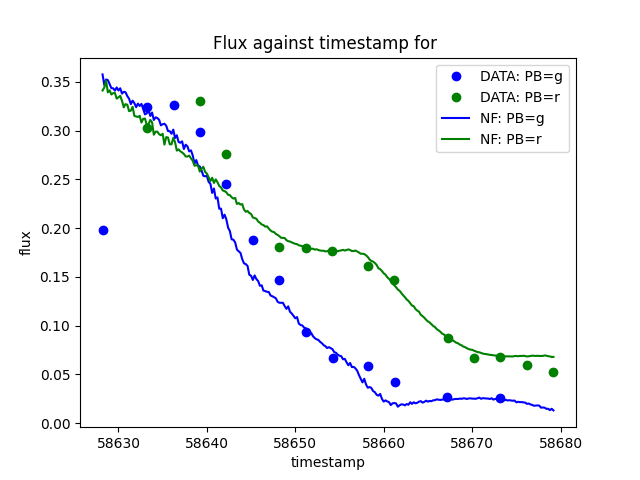 Flux against timestamp for
DATA: PB=g
DATA: PB=r
NF: PB=g
NF: PB=r
flux
0.35
0.30
0.25
0.20
0.15
0.10
0.05
0.00
58630 58640 58650 58660 58670 58680
timestamp